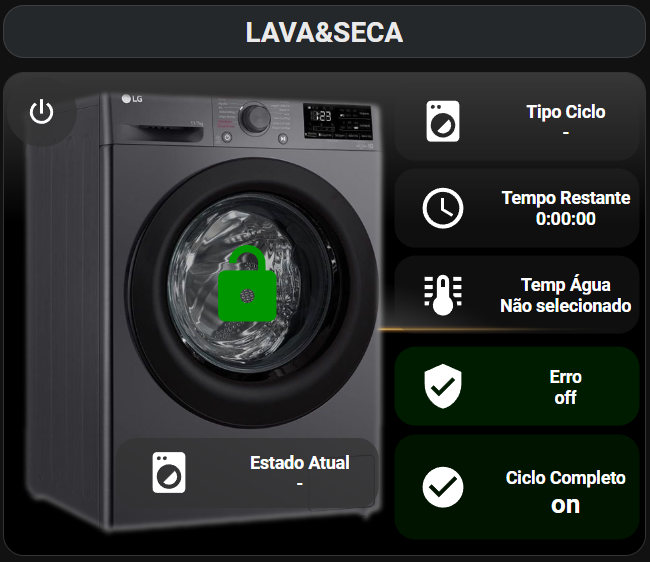 LAVA&SECA
LG
Tipo Ciclo
-
Tempo Restante
0:00:00
Temp Água
Não selecionado
Erro
off
Estado Atual
-
Ciclo Completo
on